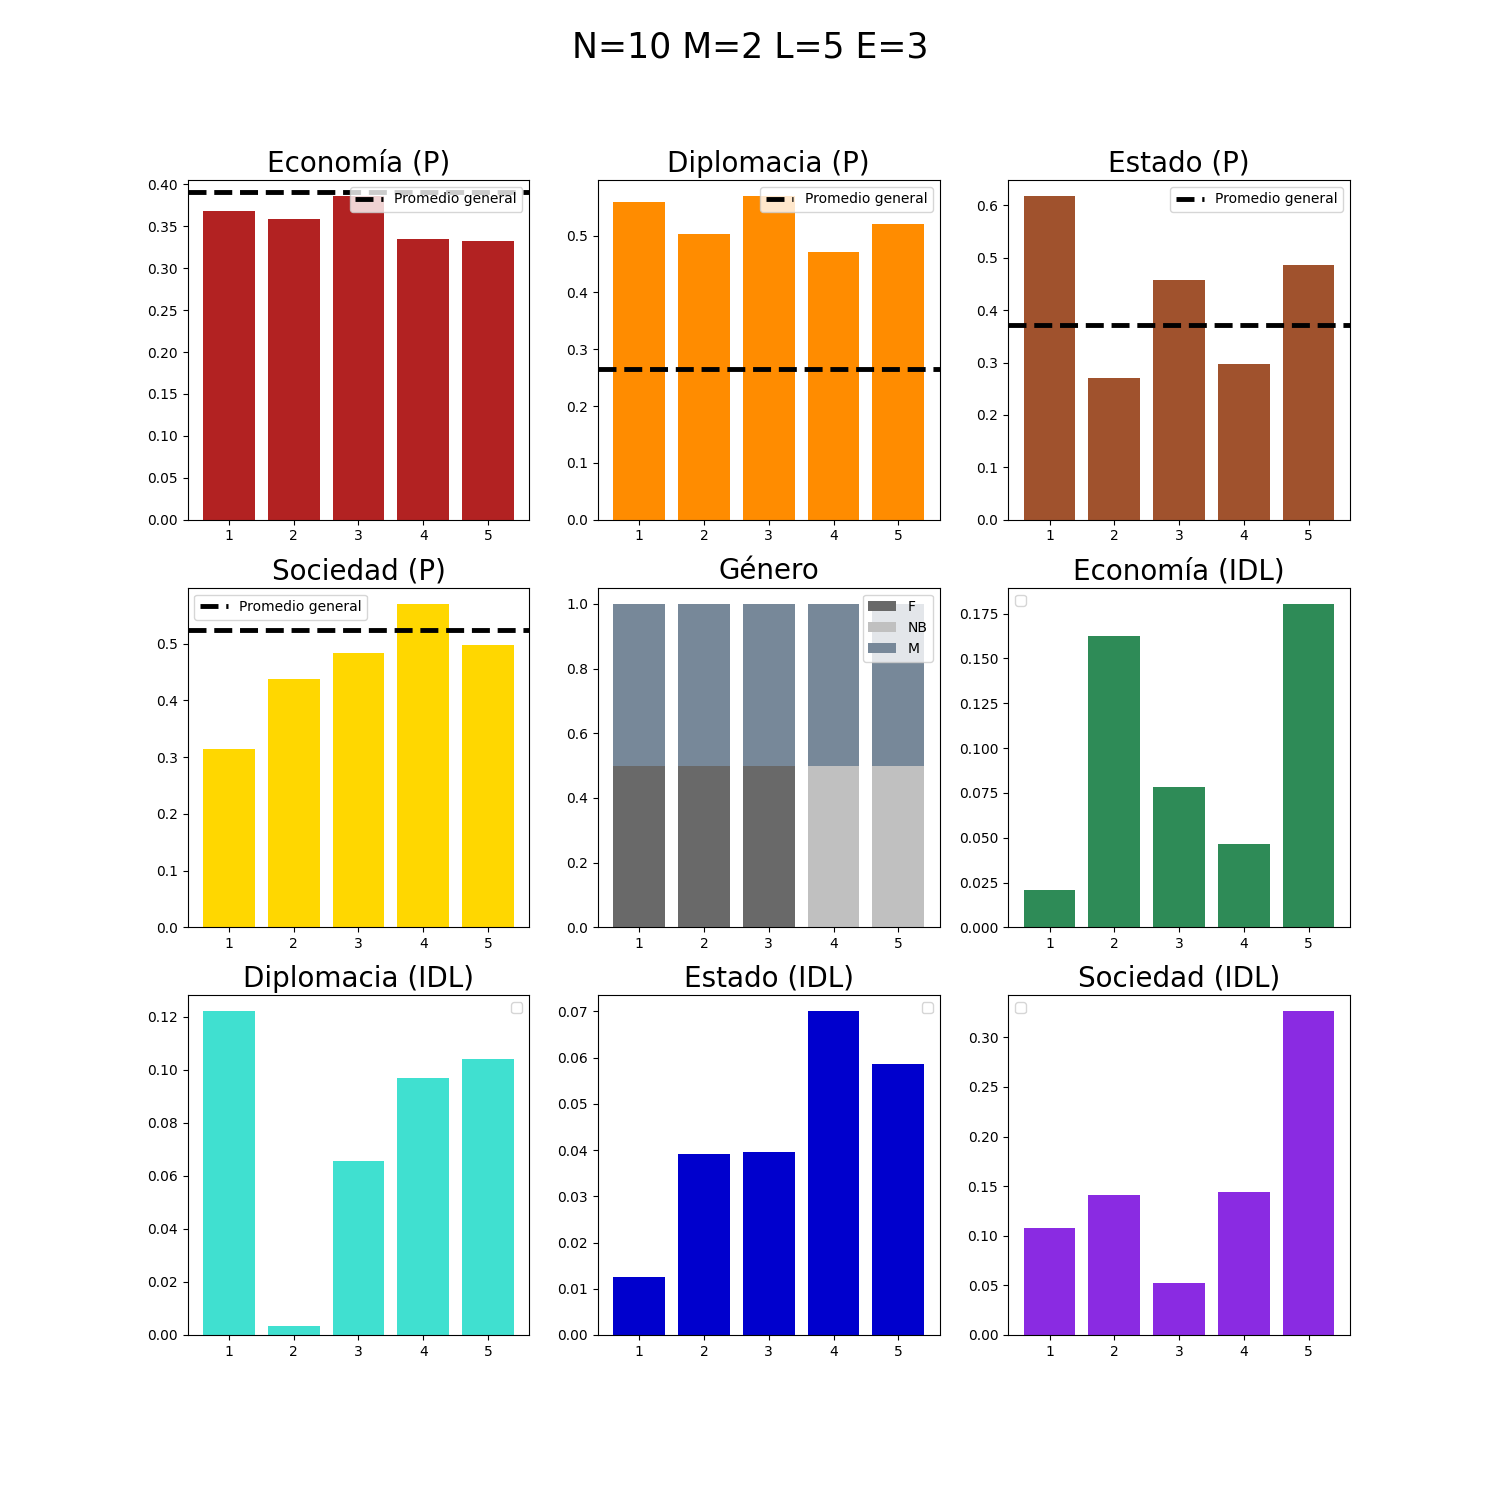 N=10 M=2 L=5 E=3
Economía (P)
0.40
0.35
0.30
0.25
0.20
0.15
0.10
0.05
0.00
1 2 3 4 5
Promedio general
Diplomacia (P)
0.5
0.4
0.3
0.2
0.1
0.0
1 2 3 4 5
Promedio general
Estado (P)
0.6
0.5
0.4
0.3
0.2
0.1
0.0
1 2 3 4 5
Promedio general
Sociedad (P)
0.5
0.4
0.3
0.2
0.1
0.0
1 2 3 4 5
Promedio general
Género
1.0
0.8
0.6
0.4
0.2
0.0
1 2 3 4 5
F
NB
M
Economía (IDL)
0.175
0.150
0.125
0.100
0.075
0.050
0.025
0.000
1 2 3 4 5
Diplomacia (IDL)
0.12
0.10
0.08
0.06
0.04
0.02
0.00
1 2 3 4 5
Estado (IDL)
0.07
0.06
0.05
0.04
0.03
0.02
0.01
0.00
1 2 3 4 5
Sociedad (IDL)
0.30
0.25
0.20
0.15
0.10
0.05
0.00
1 2 3 4 5